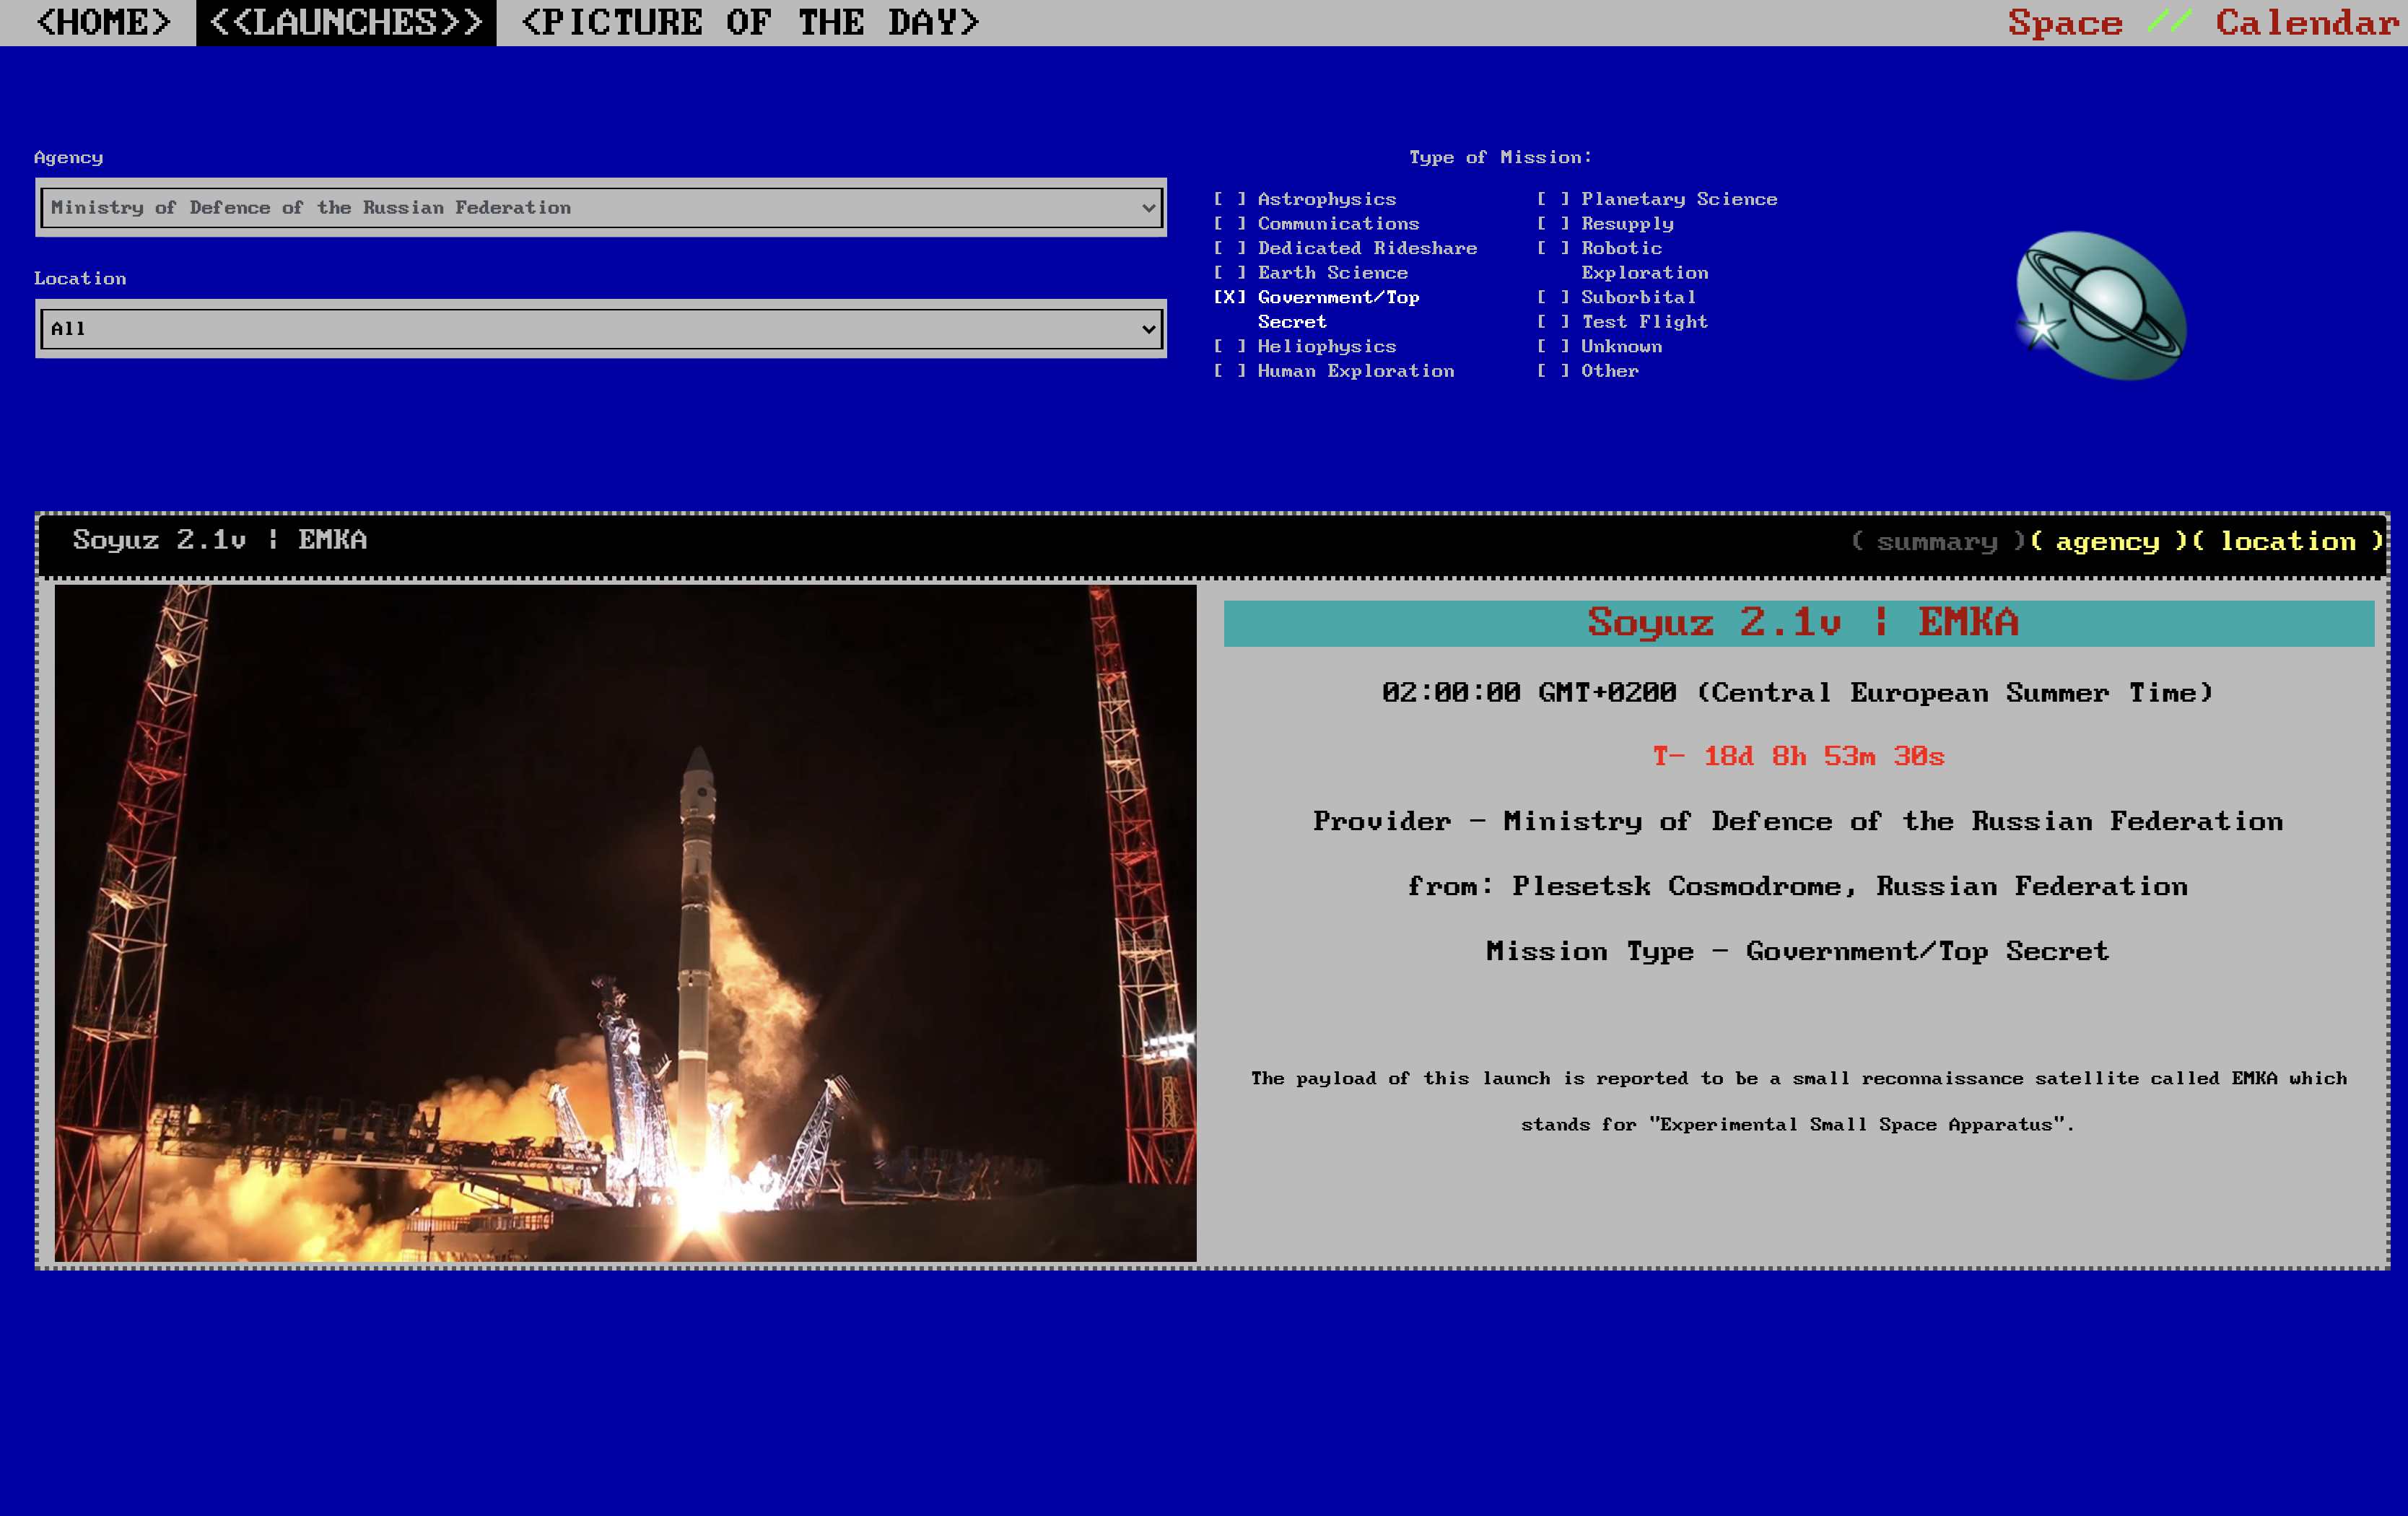 <HOME> <<LAUNCHES>> <PICTURE OF THE DAY> Space // Calendar
Agency
Ministry of Defence of the Russian Federation
Location
All
Type of Mission:
[ ] Astrophysics
[ ] Communications
[ ] Dedicated Rideshare
[ ] Earth Science
[X] Government/Top
Secret
[ ] Heliophysics
[ ] Human Exploration
[ ] Planetary Science
[ ] Resupply
[ ] Robotic
Exploration
[ ] Suborbital
[ ] Test Flight
[ ] Unknown
[ ] Other
Soyuz 2.1v | EMKA ( summary )( agency )( location )
Soyuz 2.1v | EMKA
02:00:00 GMT+0200 (Central European Summer Time)
T- 18d 8h 53m 30s
Provider - Ministry of Defence of the Russian Federation
from: Plesetsk Cosmodrome, Russian Federation
Mission Type - Government/Top Secret
The payload of this launch is reported to be a small reconnaissance satellite called EMKA which
stands for "Experimental Small Space Apparatus".